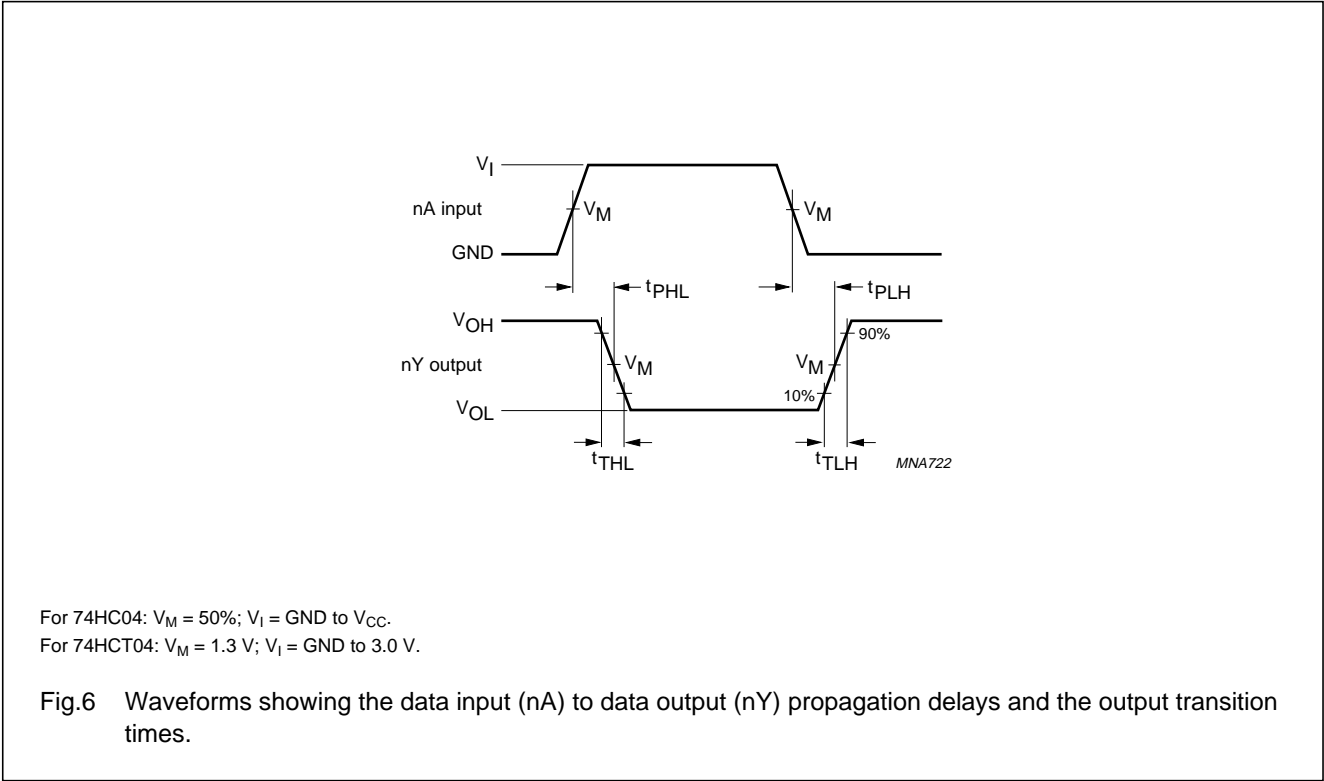 V_I
nA input
V_M
V_M
GND
t_PHL
t_PLH
V_OH
90%
nY output
V_M
V_M
10%
V_OL
t_THL
t_TLH
MNA722
For 74HC04: V_M = 50%; V_I = GND to V_CC.
For 74HCT04: V_M = 1.3 V; V_I = GND to 3.0 V.
Fig.6 Waveforms showing the data input (nA) to data output (nY) propagation delays and the output transition
times.